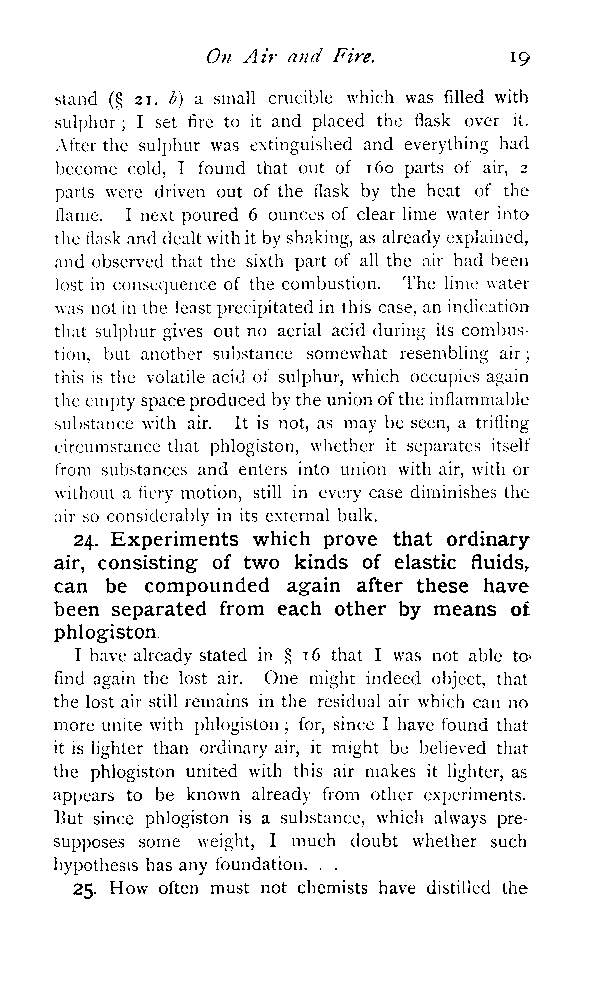 On Air and Fire. 19
stand (§ 21. b) a small crucible which was filled with
sulphur; I set fire to it and placed the flask over it.
After the sulphur was extinguished and everything had
become cold, I found that out of 160 parts of air, 2
parts were driven out of the flask by the heat of the
flame. I next poured 6 ounces of clear lime water into
the flask and dealt with it by shaking, as already explained,
and observed that the sixth part of all the air had been
lost in consequence of the combustion. The lime water
was not in the least precipitated in this case, an indication
that sulphur gives out no aerial acid during its combus-
tion, but another substance somewhat resembling air;
this is the volatile acid of sulphur, which occupies again
the empty space produced by the union of the inflammable
substance with air. It is not, as may be seen, a trifling
circumstance that phlogiston, whether it separates itself
from substances and enters into union with air, with or
without a fiery motion, still in every case diminishes the
air so considerably in its external bulk.
24. Experiments which prove that ordinary
air, consisting of two kinds of elastic fluids,
can be compounded again after these have
been separated from each other by means of
phlogiston.
I have already stated in § 16 that I was not able to
find again the lost air. One might indeed object, that
the lost air still remains in the residual air which can no
more unite with phlogiston; for, since I have found that
it is lighter than ordinary air, it might be believed that
the phlogiston united with this air makes it lighter, as
appears to be known already from other experiments.
But since phlogiston is a substance, which always pre-
supposes some weight, I much doubt whether such
hypothesis has any foundation. . .
25. How often must not chemists have distilled the